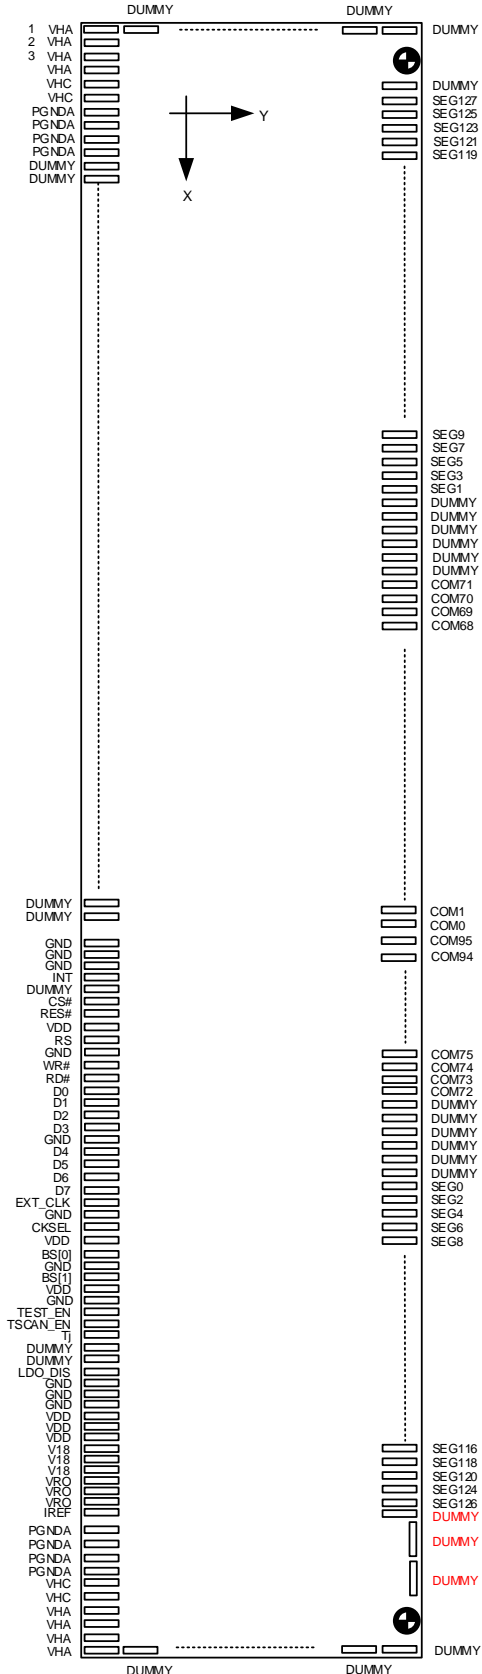 DUMMY DUMMY
1 VHA DUMMY
2 VHA
3 VHA
VHA
VHC DUMMY
VHC SEG127
PGNDA SEG125
PGNDA SEG123
PGNDA SEG121
PGNDA SEG119
DUMMY
DUMMY
Y
X
SEG9
SEG7
SEG5
SEG3
SEG1
DUMMY
DUMMY
DUMMY
DUMMY
DUMMY
DUMMY
COM71
COM70
COM69
COM68
DUMMY COM1
DUMMY COM0
GND COM95
GND COM94
GND
INT
DUMMY
CS#
RES#
VDD
RS
GND COM75
WR# COM74
RD# COM73
D0 COM72
D1 DUMMY
D2 DUMMY
D3 DUMMY
GND DUMMY
D4 DUMMY
D5 DUMMY
D6 SEG0
D7 SEG2
EXT_CLK SEG4
GND SEG6
CKSEL SEG8
VDD
BS[0]
GND
BS[1]
VDD
GND
TEST_EN
TSCAN_EN
Tj
DUMMY
DUMMY
LDO_DIS
GND
GND
GND
VDD
VDD
VDD
V18 SEG116
V18 SEG118
V18 SEG120
VRO SEG124
VRO SEG126
VRO DUMMY
IREF DUMMY
PGNDA DUMMY
PGNDA
PGNDA
PGNDA
VHC
VHC
VHA
VHA
VHA
VHA DUMMY
DUMMY DUMMY